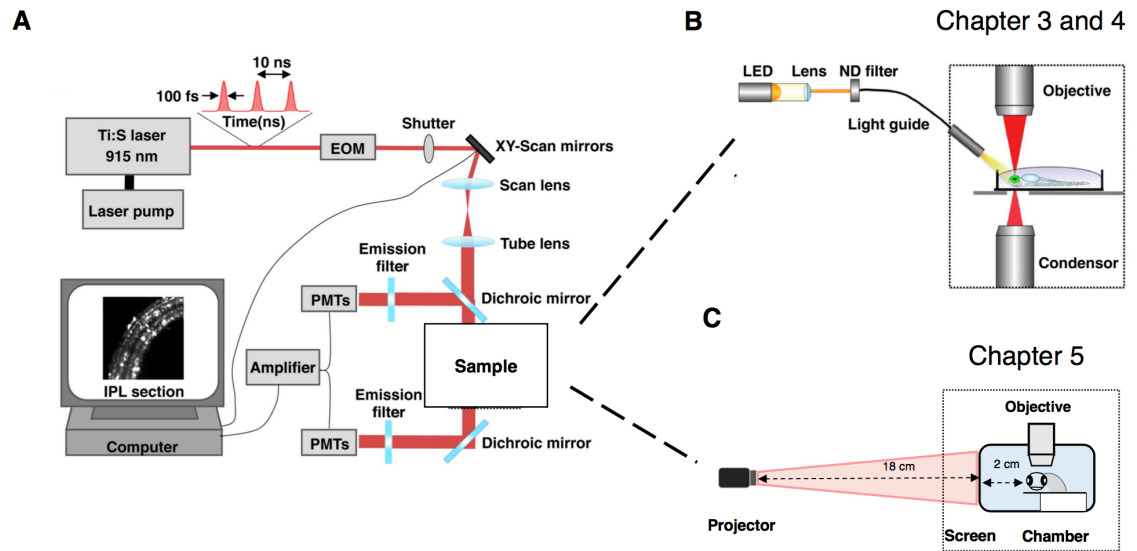 A
10 ns
100 fs
Time(ns)
Ti:S laser
915 nm
Laser pump
EOM
Shutter
XY-Scan mirrors
Scan lens
Tube lens
Emission
filter
PMTs
Dichroic mirror
Sample
Amplifier
IPL section
Computer
Emission
filter
PMTs
Dichroic mirror
B
Chapter 3 and 4
LED
Lens
ND filter
Light guide
Objective
Condensor
C
Chapter 5
Objective
18 cm
2 cm
Projector
Screen
Chamber